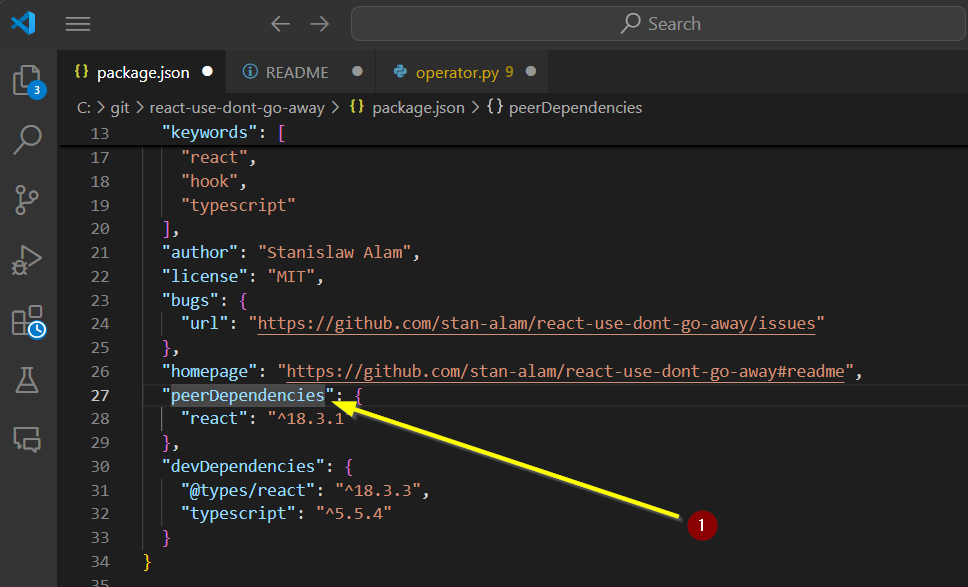 Search
{} package.json ● README ● operator.py 9 ●
3
C: > git > react-use-dont-go-away > {} package.json > {} peerDependencies
13 "keywords": [
17 "react",
18 "hook",
19 "typescript"
20 ],
21 "author": "Stanislaw Alam",
22 "license": "MIT",
23 "bugs": {
24 "url": "https://github.com/stan-alam/react-use-dont-go-away/issues"
25 },
26 "homepage": "https://github.com/stan-alam/react-use-dont-go-away#readme",
27 "peerDependencies": {
28 "react": "^18.3.1"
29 },
30 "devDependencies": {
31 "@types/react": "^18.3.3",
32 "typescript": "^5.5.4"
33 }
1
34 }
35